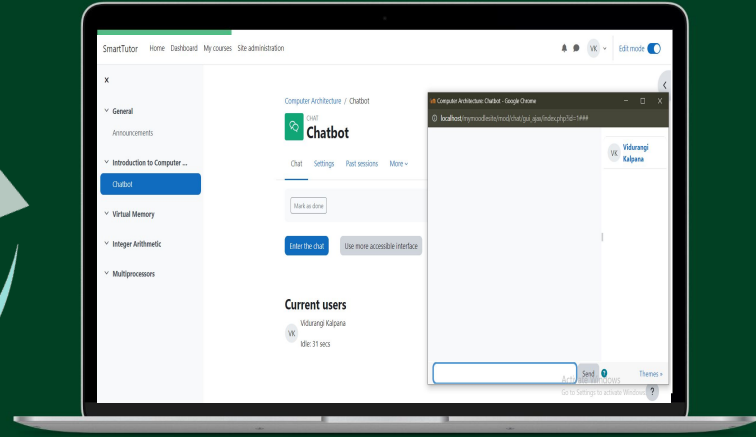 SmartTutor Home Dashboard My courses Site administration VK Edit mode
x
General
Announcements
Introduction to Computer ...
Chatbot
Virtual Memory
Integer Arithmetic
Multiprocessors
Computer Architecture / Chatbot
CHAT
Chatbot
Chat Settings Past sessions More
Mark as done
Enter the chat Use more accessible interface
Current users
Vidurangi Kalpana
VK
Idle: 31 secs
Computer Architecture: Chatbot - Google Chrome
localhost/mymoodlesite/mod/chat/gui_ajax/index.php?id=1###
VK Vidurangi
Kalpana
Send Themes »
Activate Windows
Go to Settings to activate Windows.
?